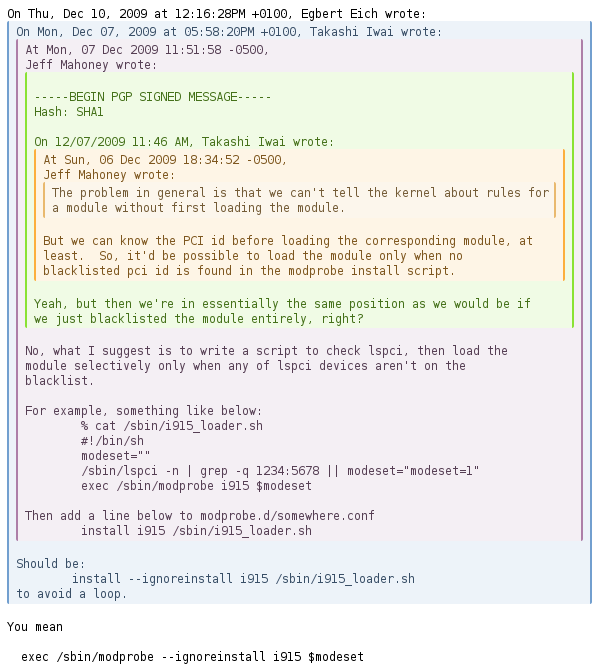 On Thu, Dec 10, 2009 at 12:16:28PM +0100, Egbert Eich wrote:
On Mon, Dec 07, 2009 at 05:58:20PM +0100, Takashi Iwai wrote:
At Mon, 07 Dec 2009 11:51:58 -0500,
Jeff Mahoney wrote:
-----BEGIN PGP SIGNED MESSAGE-----
Hash: SHA1
On 12/07/2009 11:46 AM, Takashi Iwai wrote:
At Sun, 06 Dec 2009 18:34:52 -0500,
Jeff Mahoney wrote:
The problem in general is that we can't tell the kernel about rules for
a module without first loading the module.
But we can know the PCI id before loading the corresponding module, at
least.  So, it'd be possible to load the module only when no
blacklisted pci id is found in the modprobe install script.
Yeah, but then we're in essentially the same position as we would be if
we just blacklisted the module entirely, right?
No, what I suggest is to write a script to check lspci, then load the
module selectively only when any of lspci devices aren't on the
blacklist.
For example, something like below:
% cat /sbin/i915_loader.sh
#!/bin/sh
modeset=""
/sbin/lspci -n | grep -q 1234:5678 || modeset="modeset=1"
exec /sbin/modprobe i915 $modeset
Then add a line below to modprobe.d/somewhere.conf
install i915 /sbin/i915_loader.sh
Should be:
install --ignoreinstall i915 /sbin/i915_loader.sh
to avoid a loop.
You mean
exec /sbin/modprobe --ignoreinstall i915 $modeset